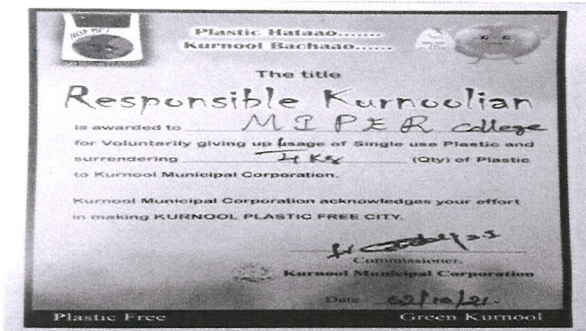 Plastic Hataao.......
Kurnool Bachaao......
The title
Responsible Kurnoolian
is awarded to MIPER College
for Voluntarily giving up usage of Single use Plastic and
surrendering 4 Kg (Qty) of Plastic
to Kurnool Municipal Corporation.
Kurnool Municipal Corporation acknowledges your effort
in making KURNOOL PLASTIC FREE CITY.
Commissioner,
Kurnool Municipal Corporation
Date : 02/10/21.
Plastic Free
Green Kurnool